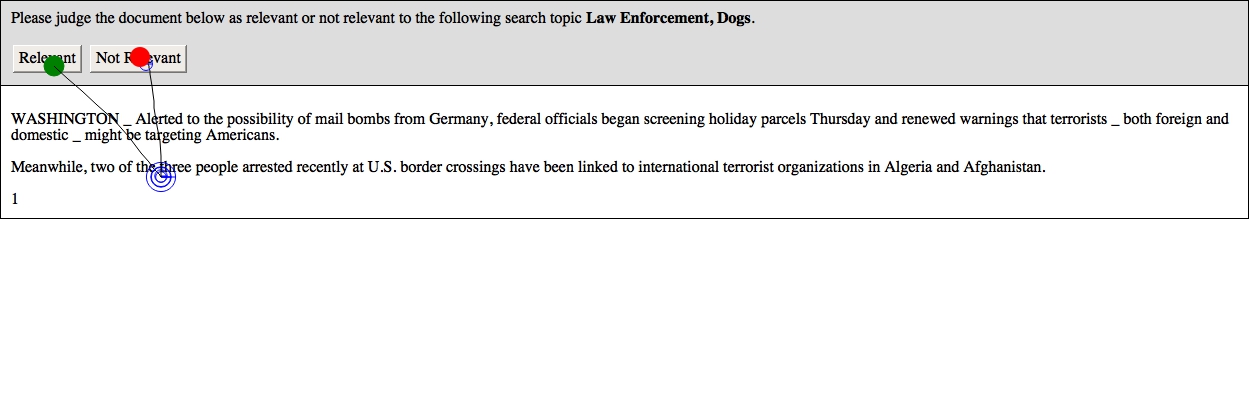 Please judge the document below as relevant or not relevant to the following search topic Law Enforcement, Dogs.
Relevant Not Relevant
WASHINGTON _ Alerted to the possibility of mail bombs from Germany, federal officials began screening holiday parcels Thursday and renewed warnings that terrorists _ both foreign and
domestic _ might be targeting Americans.
Meanwhile, two of the three people arrested recently at U.S. border crossings have been linked to international terrorist organizations in Algeria and Afghanistan.
1